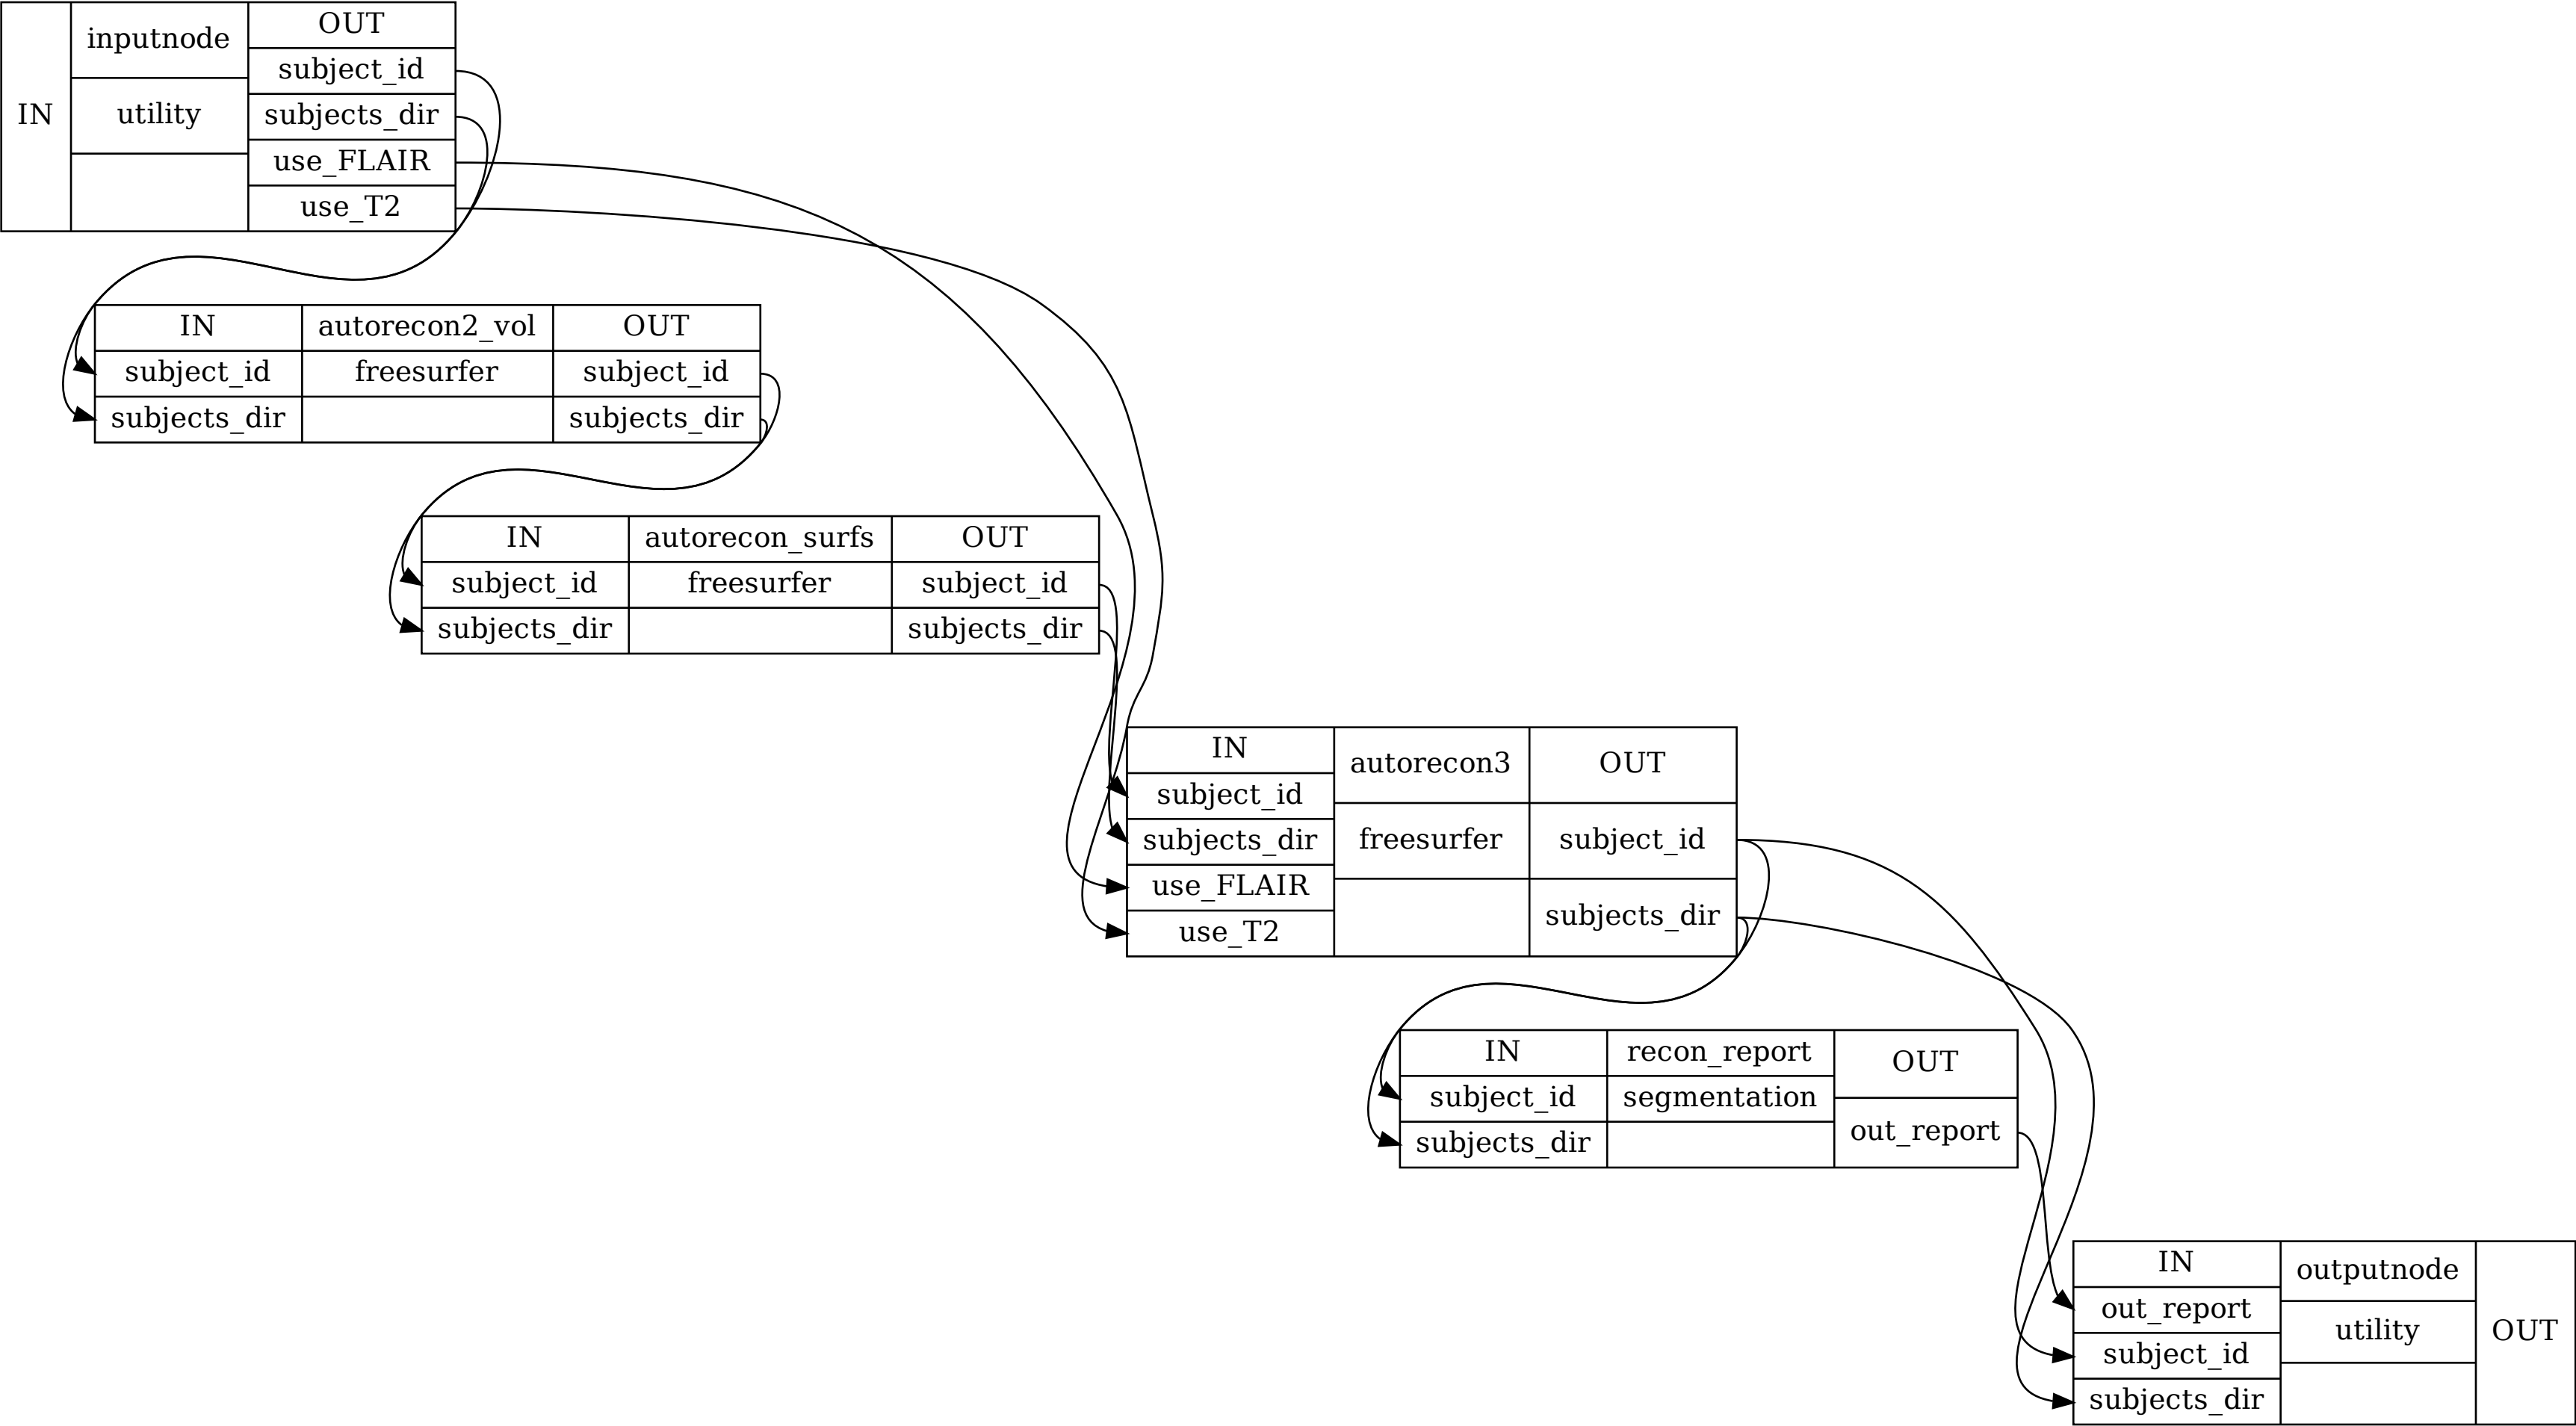 IN
inputnode
utility
OUT
subject_id
subjects_dir
use_FLAIR
use_T2
IN
subject_id
subjects_dir
autorecon2_vol
freesurfer
OUT
subject_id
subjects_dir
IN
subject_id
subjects_dir
autorecon_surfs
freesurfer
OUT
subject_id
subjects_dir
IN
subject_id
subjects_dir
use_FLAIR
use_T2
autorecon3
freesurfer
OUT
subject_id
subjects_dir
IN
subject_id
subjects_dir
recon_report
segmentation
OUT
out_report
IN
out_report
subject_id
subjects_dir
outputnode
utility
OUT